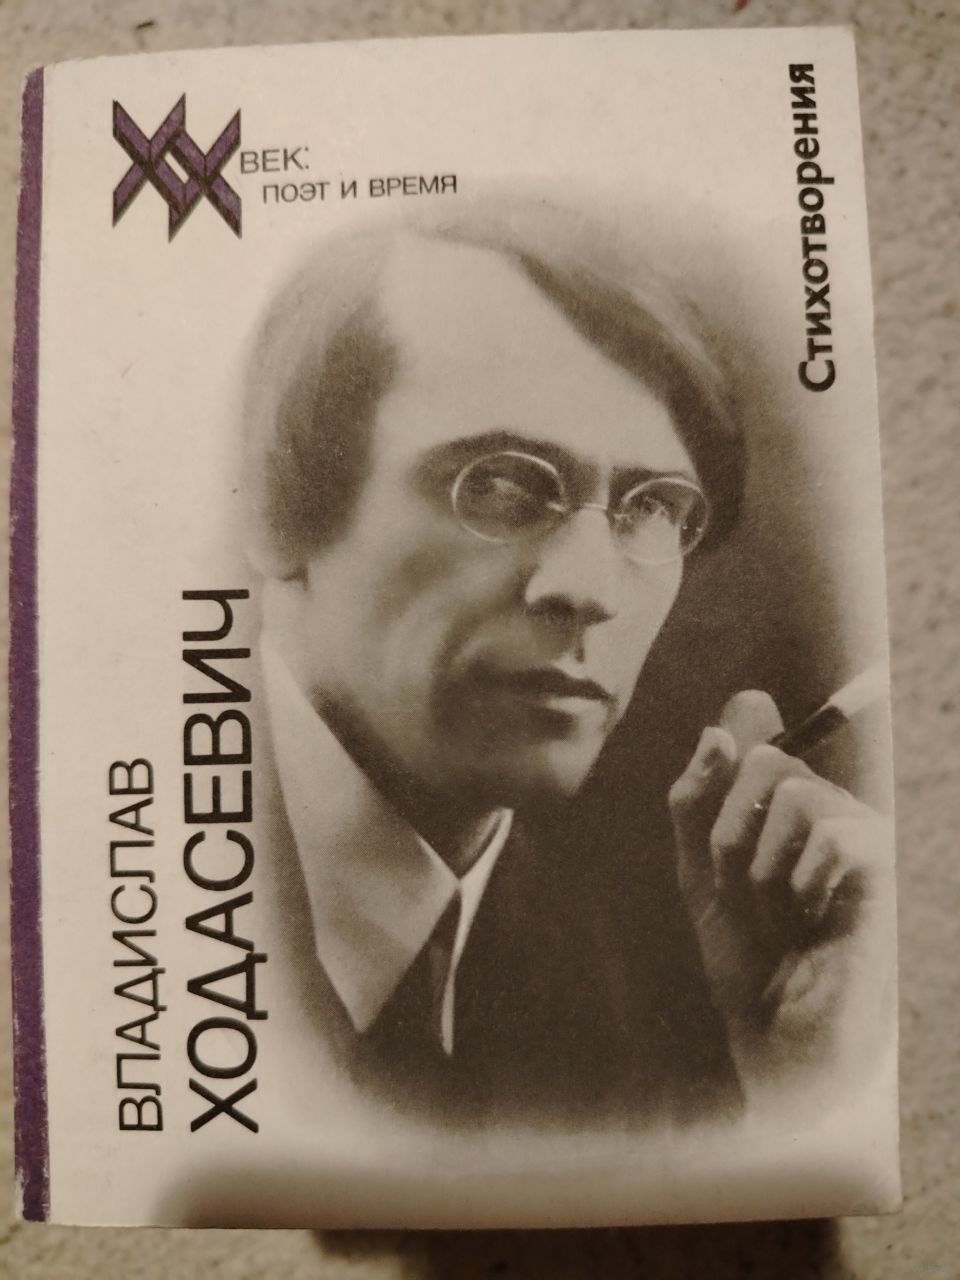 XX ВЕК:
ПОЭТ И ВРЕМЯ
Стихотворения
ВЛАДИСЛАВ
ХОДАСЕВИЧ